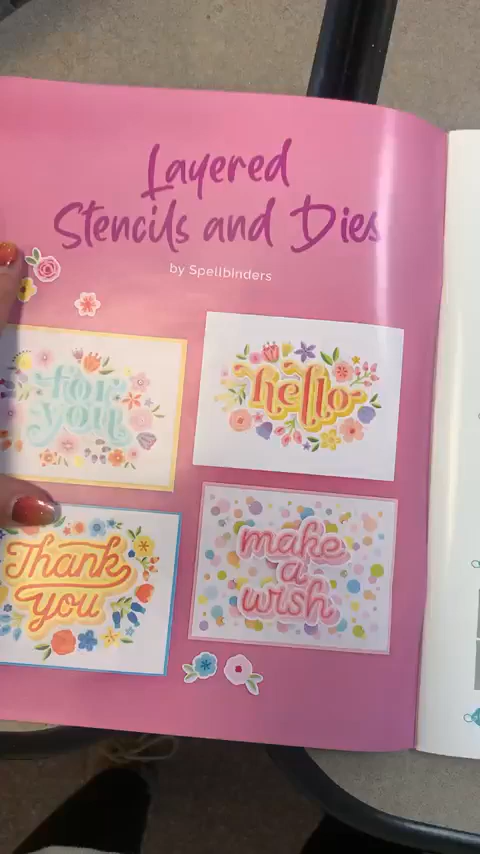 Layered
Stencils and Dies
by Spellbinders
for
you
hello
Thank
you
make
a
wish